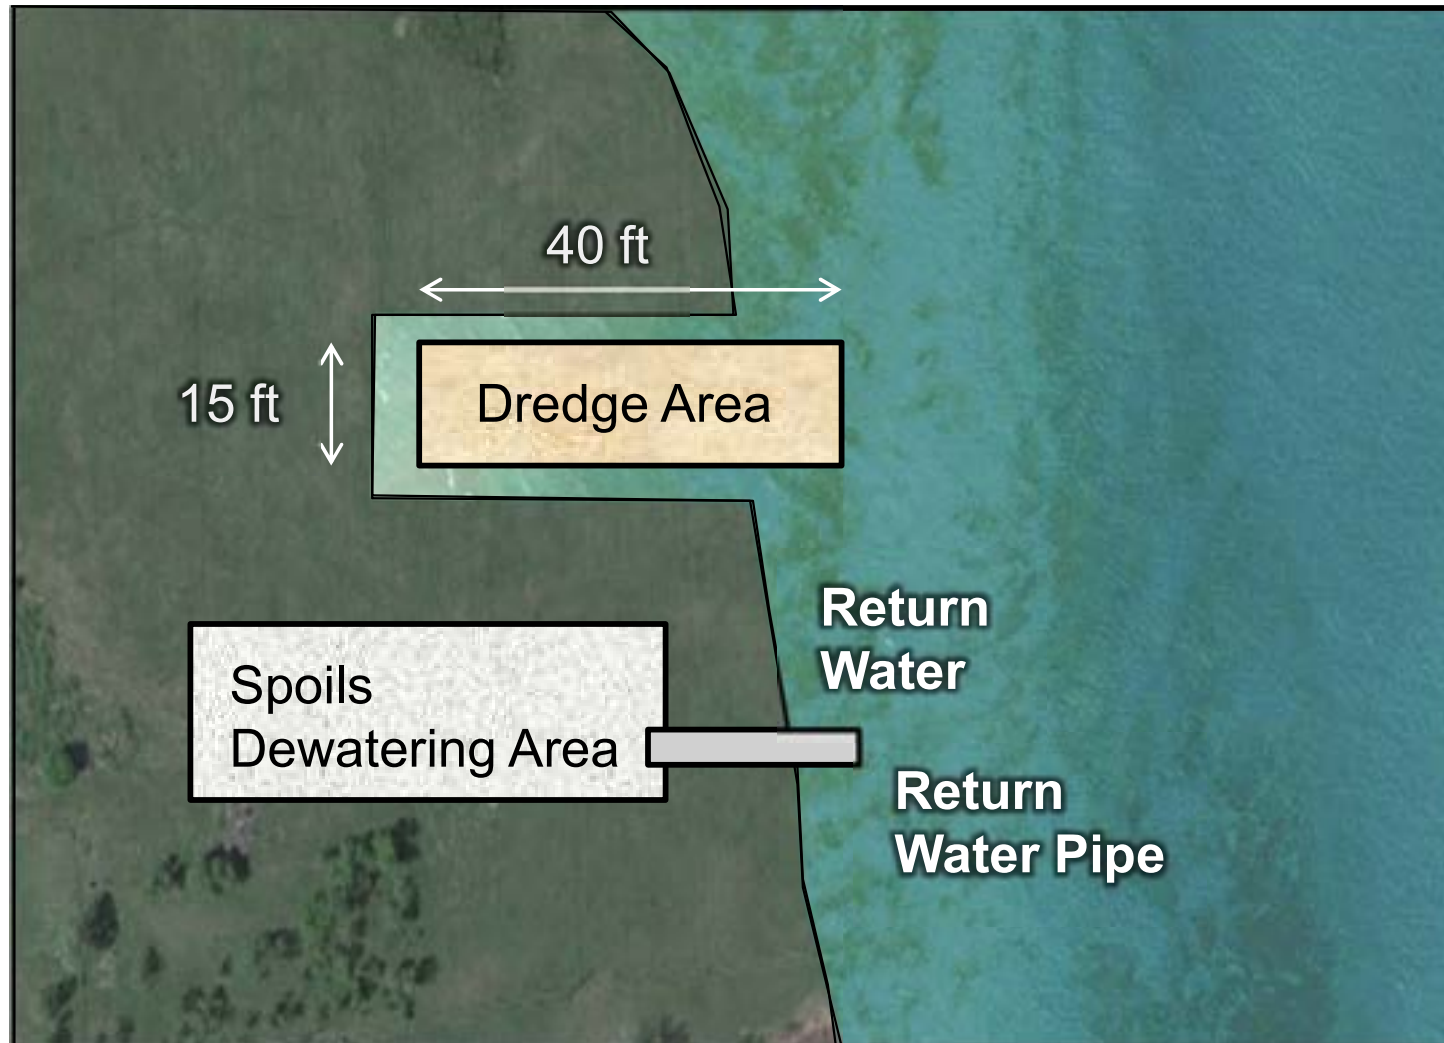 40 ft
15 ft
Dredge Area
Return
Water
Spoils
Dewatering Area
Return
Water Pipe